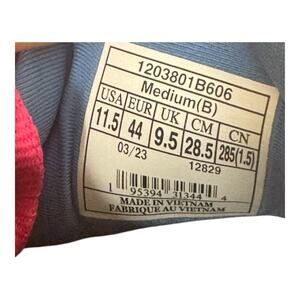 1203801B606
Medium(B)
USA EUR UK CM CN
11.5 44 9.5 28.5 285(1.5)
03/23 12829
1 95394 31344 4
MADE IN VIETNAM
FABRIQUE AU VIETNAM